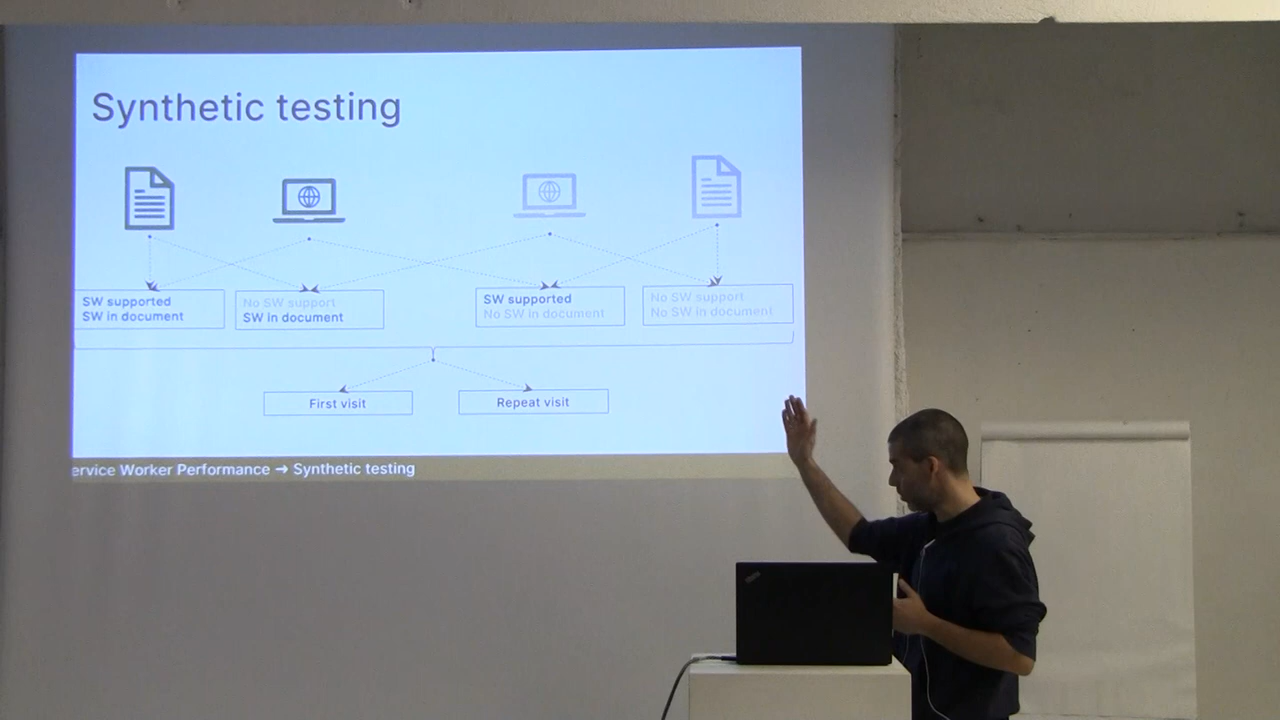 Synthetic testing
SW supported
SW in document
No SW support
SW in document
SW supported
No SW in document
No SW support
No SW in document
First visit
Repeat visit
ervice Worker Performance → Synthetic testing